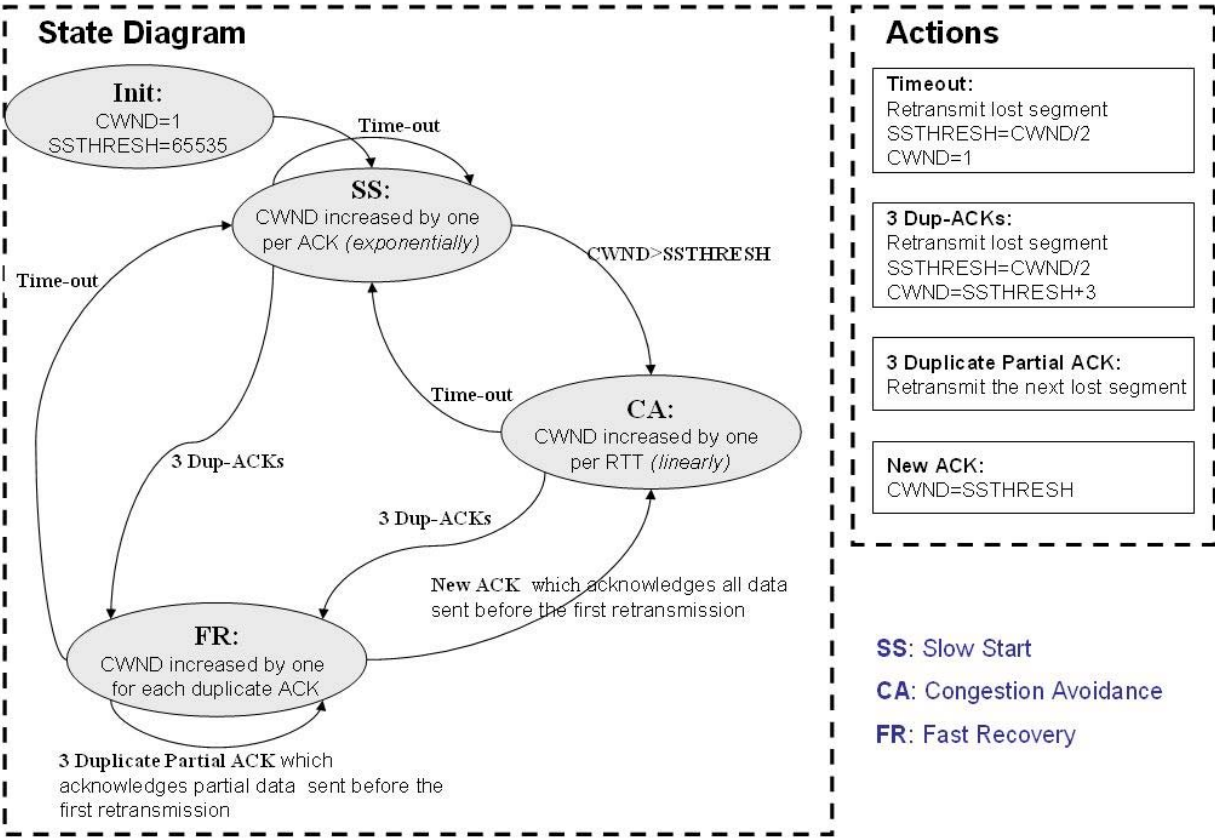 State Diagram
Init:
CWND=1
SSTHRESH=65535
Time-out
SS:
CWND increased by one
per ACK (exponentially)
CWND>SSTHRESH
Time-out
Time-out
CA:
CWND increased by one
per RTT (linearly)
3 Dup-ACKs
3 Dup-ACKs
New ACK which acknowledges all data
sent before the first retransmission
FR:
CWND increased by one
for each duplicate ACK
3 Duplicate Partial ACK which
acknowledges partial data sent before the
first retransmission
Actions
Timeout:
Retransmit lost segment
SSTHRESH=CWND/2
CWND=1
3 Dup-ACKs:
Retransmit lost segment
SSTHRESH=CWND/2
CWND=SSTHRESH+3
3 Duplicate Partial ACK:
Retransmit the next lost segment
New ACK:
CWND=SSTHRESH
SS: Slow Start
CA: Congestion Avoidance
FR: Fast Recovery